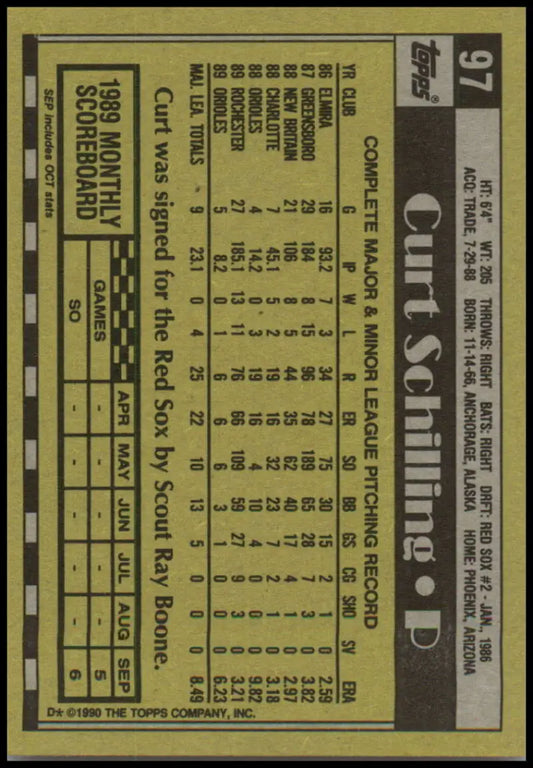 97
topps®
HT: 6'4" WT: 205 THROWS: RIGHT BATS: RIGHT DRFT: RED SOX #2 - JAN., 1986
ACQ: TRADE, 7-29-88 BORN: 11-14-66, ANCHORAGE, ALASKA HOME: PHOENIX, ARIZONA
Curt Schilling • D
COMPLETE MAJOR & MINOR LEAGUE PITCHING RECORD
YR CLUB G IP W L R ER SO BB GS CG SHO SV ERA
86 ELMIRA 16 93.2 7 3 34 27 75 30 15 2 1 0 2.59
87 GREENSBORO 29 184 8 15 96 78 189 65 28 7 3 0 3.82
88 NEW BRITAIN 21 106 8 5 44 35 62 40 17 4 1 0 2.97
88 CHARLOTTE 7 45.1 5 2 19 16 32 23 7 2 1 0 3.18
88 ORIOLES 4 14.2 0 3 19 16 4 10 4 0 0 0 9.82
89 ROCHESTER 27 185.1 13 11 76 66 109 59 27 9 3 0 3.21
89 ORIOLES 5 8.2 0 1 6 6 6 3 1 0 0 0 6.23
MAJ. LEA. TOTALS 9 23.1 0 4 25 22 10 13 5 0 0 0 8.49
Curt was signed for the Red Sox by Scout Ray Boone.
1989 MONTHLY
SCOREBOARD
APR MAY JUN JUL AUG SEP
GAMES - - - - - 5
SO - - - - - 6
SEP includes OCT stats
D* ©1990 THE TOPPS COMPANY, INC.